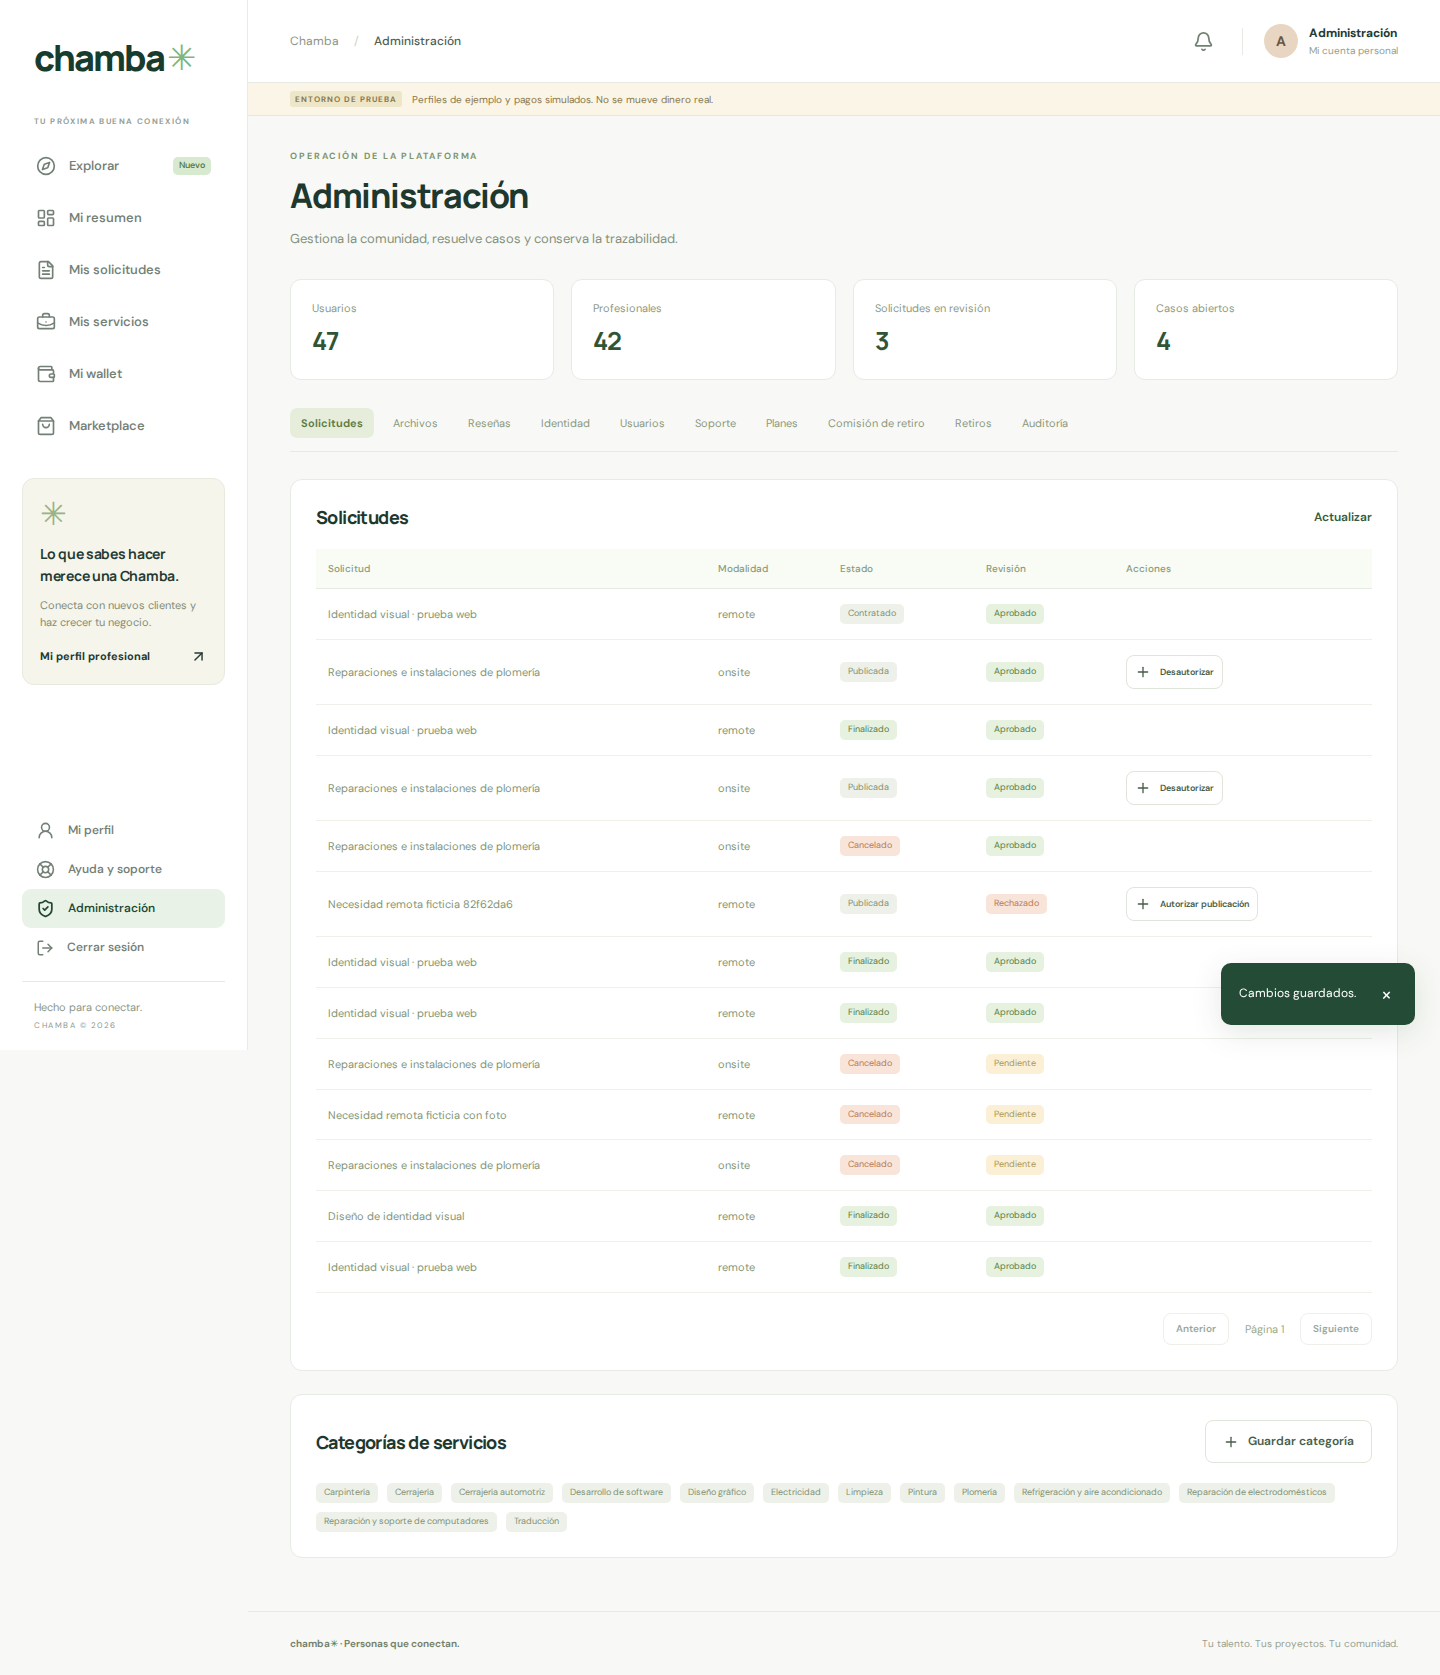 chamba
TU PRÓXIMA BUENA CONEXIÓN
Explorar Nuevo
Mi resumen
Mis solicitudes
Mis servicios
Mi wallet
Marketplace
Lo que sabes hacer
merece una Chamba.
Conecta con nuevos clientes y
haz crecer tu negocio.
Mi perfil profesional
Mi perfil
Ayuda y soporte
Administración
Cerrar sesión
Hecho para conectar.
CHAMBA © 2026
Chamba / Administración
A
Administración
Mi cuenta personal
ENTORNO DE PRUEBA Perfiles de ejemplo y pagos simulados. No se mueve dinero real.
OPERACIÓN DE LA PLATAFORMA
Administración
Gestiona la comunidad, resuelve casos y conserva la trazabilidad.
Usuarios
47
Profesionales
42
Solicitudes en revisión
3
Casos abiertos
4
Solicitudes Archivos Reseñas Identidad Usuarios Soporte Planes Comisión de retiro Retiros Auditoría
Solicitudes Actualizar
Solicitud Modalidad Estado Revisión Acciones
Identidad visual · prueba web remote Contratado Aprobado
Reparaciones e instalaciones de plomería onsite Publicada Aprobado + Desautorizar
Identidad visual · prueba web remote Finalizado Aprobado
Reparaciones e instalaciones de plomería onsite Publicada Aprobado + Desautorizar
Reparaciones e instalaciones de plomería onsite Cancelado Aprobado
Necesidad remota ficticia 82f62da6 remote Publicada Rechazado + Autorizar publicación
Identidad visual · prueba web remote Finalizado Aprobado
Cambios guardados. ×
Identidad visual · prueba web remote Finalizado Aprobado
Reparaciones e instalaciones de plomería onsite Cancelado Pendiente
Necesidad remota ficticia con foto remote Cancelado Pendiente
Reparaciones e instalaciones de plomería onsite Cancelado Pendiente
Diseño de identidad visual remote Finalizado Aprobado
Identidad visual · prueba web remote Finalizado Aprobado
Anterior Página 1 Siguiente
Categorías de servicios + Guardar categoría
Carpintería Cerrajería Cerrajería automotriz Desarrollo de software Diseño gráfico Electricidad Limpieza Pintura Plomería Refrigeración y aire acondicionado Reparación de electrodomésticos
Reparación y soporte de computadores Traducción
chamba✳ · Personas que conectan. Tu talento. Tus proyectos. Tu comunidad.